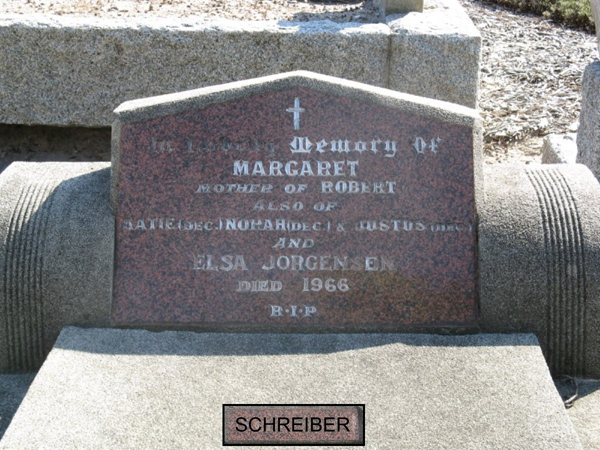 In Loving Memory Of
MARGARET
MOTHER OF ROBERT
ALSO OF
KATIE (DEC.) NORAH (DEC.) & JUSTUS (DEC.)
AND
ELSA JORGENSEN
DIED 1966
R·I·P
SCHREIBER